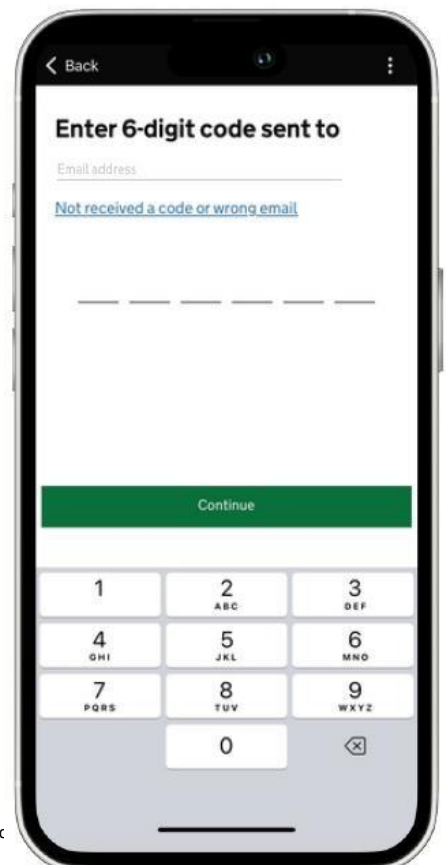 Back
Enter 6-digit code sent to
Email address
Not received a code or wrong email
Continue
1 2 3
ABC DEF
4 5 6
GHI JKL MNO
7 8 9
PQRS TUV WXYZ
0